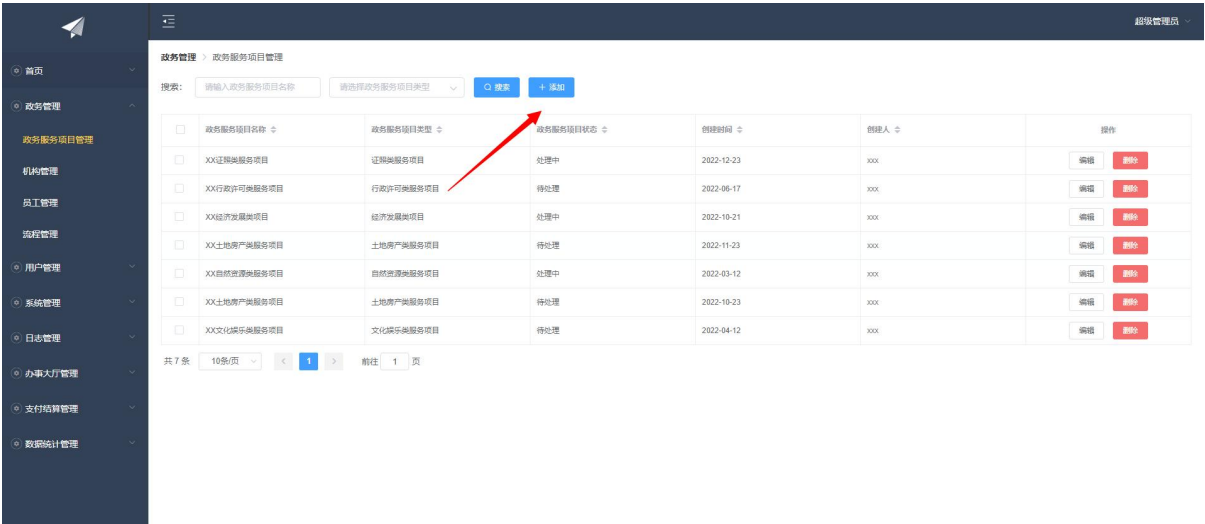 超级管理员
政务管理 > 政务服务项目管理
搜索: 请输入政务服务项目名称 请选择政务服务项目类型 搜索 + 添加
首页
政务管理
政务服务项目管理
机构管理
员工管理
流程管理
用户管理
系统管理
日志管理
办事大厅管理
支付结算管理
数据统计管理
政务服务项目名称 政务服务项目类型 政务服务项目状态 创建时间 创建人 操作
XX证照类服务项目 证照类服务项目 处理中 2022-12-23 xxx 编辑 删除
XX行政许可类服务项目 行政许可类服务项目 待处理 2022-06-17 xxx 编辑 删除
XX经济发展类项目 经济发展类项目 处理中 2022-10-21 xxx 编辑 删除
XX土地房产类服务项目 土地房产类服务项目 待处理 2022-11-23 xxx 编辑 删除
XX自然资源类服务项目 自然资源类服务项目 处理中 2022-03-12 xxx 编辑 删除
XX土地房产类服务项目 土地房产类服务项目 待处理 2022-10-23 xxx 编辑 删除
XX文化娱乐类服务项目 文化娱乐类服务项目 待处理 2022-04-12 xxx 编辑 删除
共 7 条 10条/页 < 1 > 前往 1 页